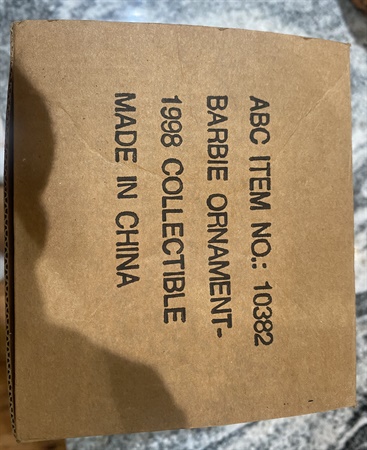 ABC ITEM NO.: 10382
BARBIE ORNAMENT-
1998 COLLECTIBLE
MADE IN CHINA